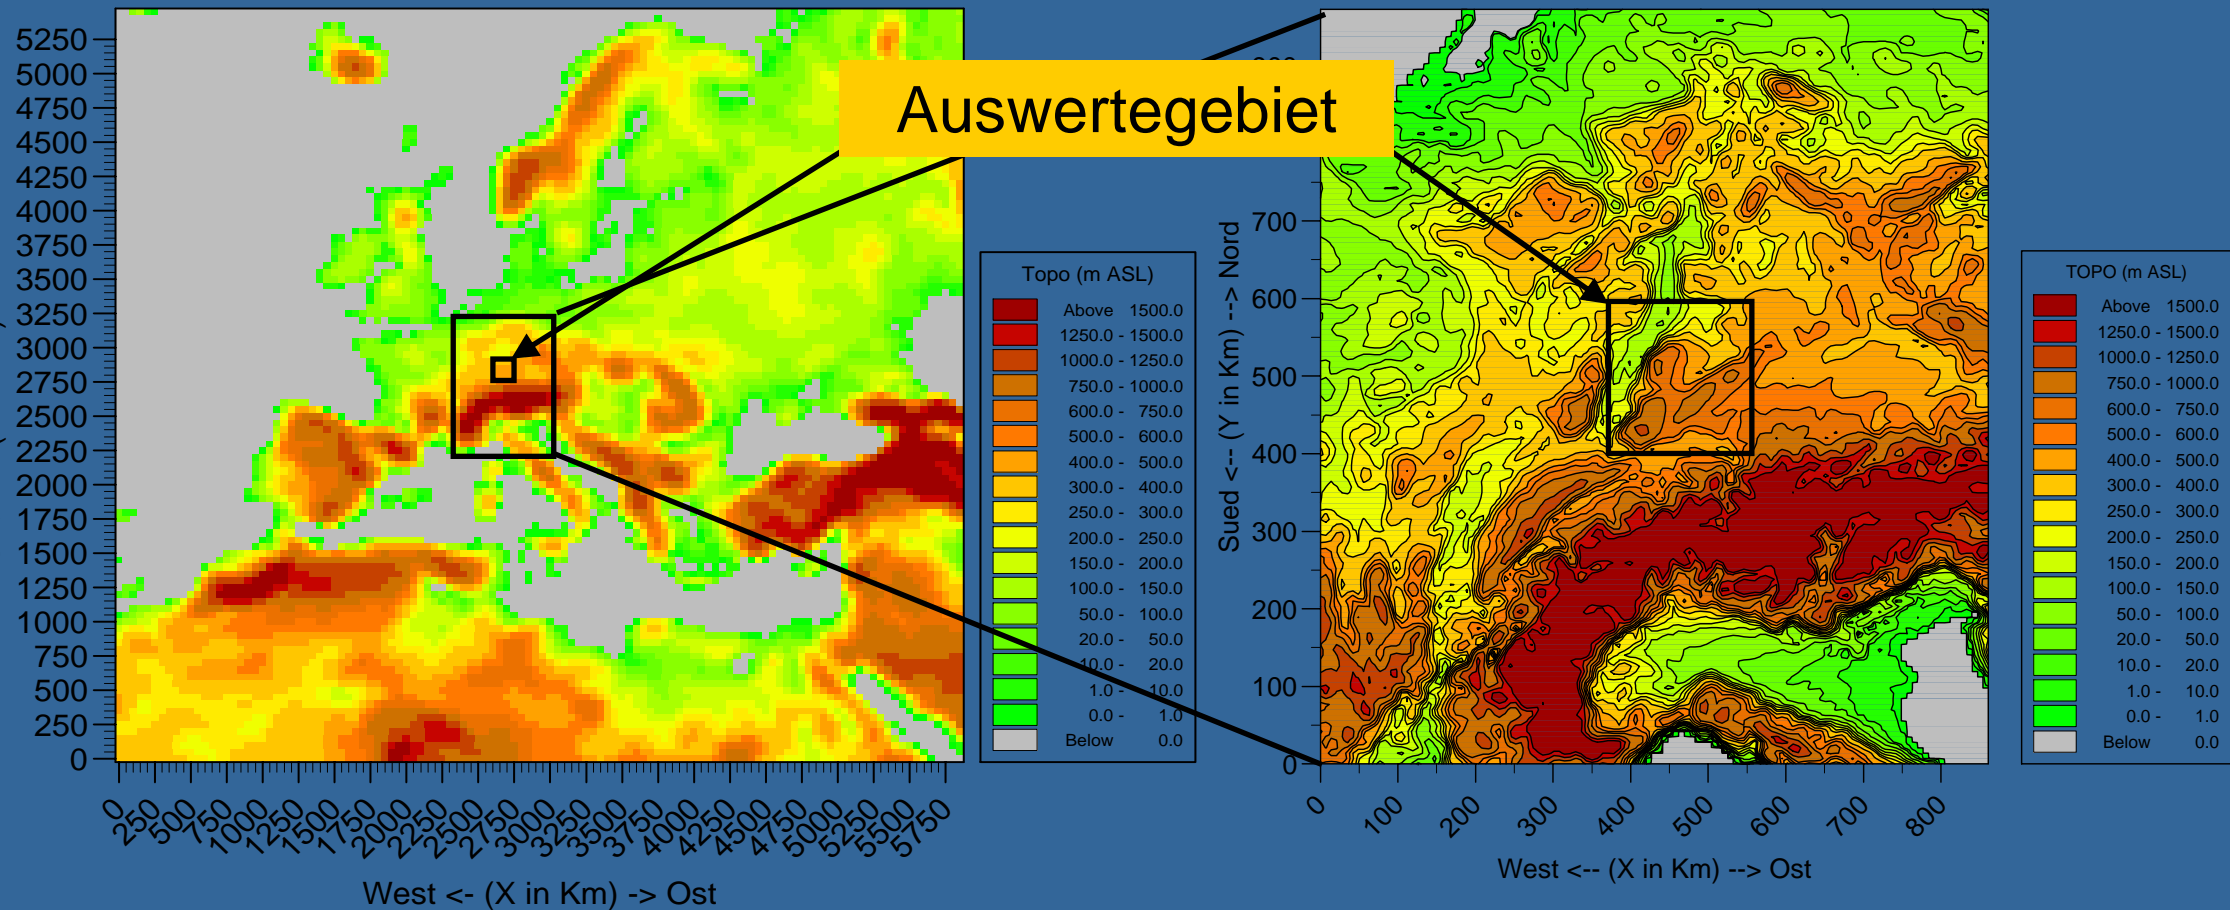 Auswertegebiet
5250
5000
4750
4500
4250
4000
3750
3500
3250
3000
2750
2500
2250
2000
1750
1500
1250
1000
750
500
250
0
0
250
500
750
1000
1250
1500
1750
2000
2250
2500
2750
3000
3250
3500
3750
4000
4250
4500
4750
5000
5250
5500
5750
West <- (X in Km) -> Ost
Topo (m ASL)
Above 1500.0
1250.0 - 1500.0
1000.0 - 1250.0
750.0 - 1000.0
600.0 - 750.0
500.0 - 600.0
400.0 - 500.0
300.0 - 400.0
250.0 - 300.0
200.0 - 250.0
150.0 - 200.0
100.0 - 150.0
50.0 - 100.0
20.0 - 50.0
10.0 - 20.0
1.0 - 10.0
0.0 - 1.0
Below 0.0
Sued <-- (Y in Km) --> Nord
700
600
500
400
300
200
100
0
0
100
200
300
400
500
600
700
800
West <-- (X in Km) --> Ost
TOPO (m ASL)
Above 1500.0
1250.0 - 1500.0
1000.0 - 1250.0
750.0 - 1000.0
600.0 - 750.0
500.0 - 600.0
400.0 - 500.0
300.0 - 400.0
250.0 - 300.0
200.0 - 250.0
150.0 - 200.0
100.0 - 150.0
50.0 - 100.0
20.0 - 50.0
10.0 - 20.0
1.0 - 10.0
0.0 - 1.0
Below 0.0